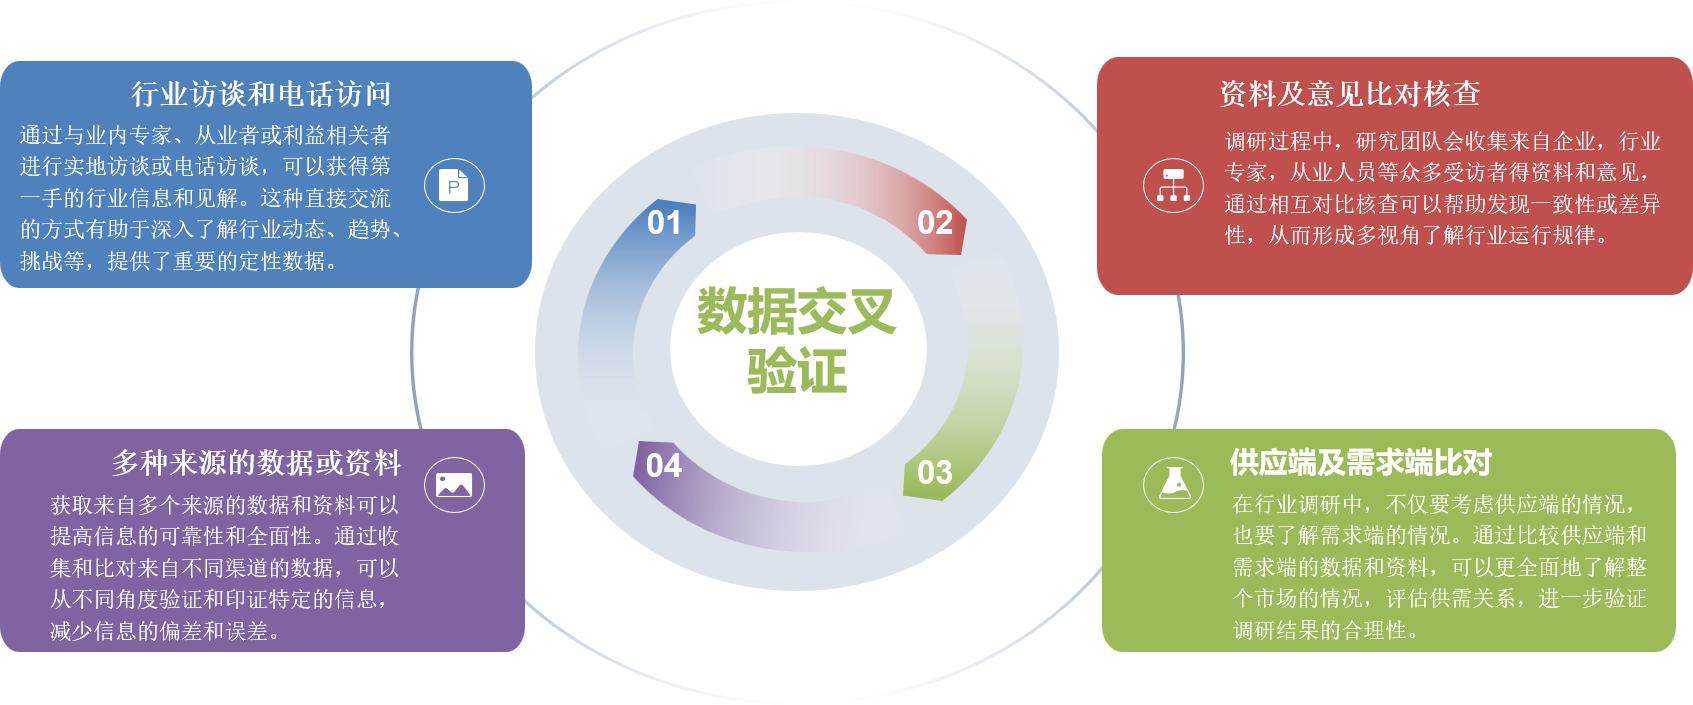 行业访谈和电话访问
通过与业内专家、从业者或利益相关者
进行实地访谈或电话访谈，可以获得第
一手的行业信息和见解。这种直接交流
的方式有助于深入了解行业动态、趋势、
挑战等，提供了重要的定性数据。
P
资料及意见比对核查
调研过程中，研究团队会收集来自企业，行业
专家，从业人员等众多受访者得资料和意见，
通过相互对比核查可以帮助发现一致性或差异
性，从而形成多视角了解行业运行规律。
01
02
数据交叉
验证
04
03
多种来源的数据或资料
获取来自多个来源的数据和资料可以
提高信息的可靠性和全面性。通过收
集和比对来自不同渠道的数据，可以
从不同角度验证和印证特定的信息，
减少信息的偏差和误差。
供应端及需求端比对
在行业调研中，不仅要考虑供应端的情况，
也要了解需求端的情况。通过比较供应端和
需求端的数据和资料，可以更全面地了解整
个市场的情况，评估供需关系，进一步验证
调研结果的合理性。